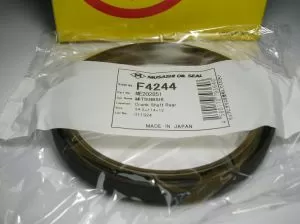 MUSASHI OIL SEAL
F4244
ME202851
MITSUBISHI
Crank Shaft Rear
MADE IN JAPAN